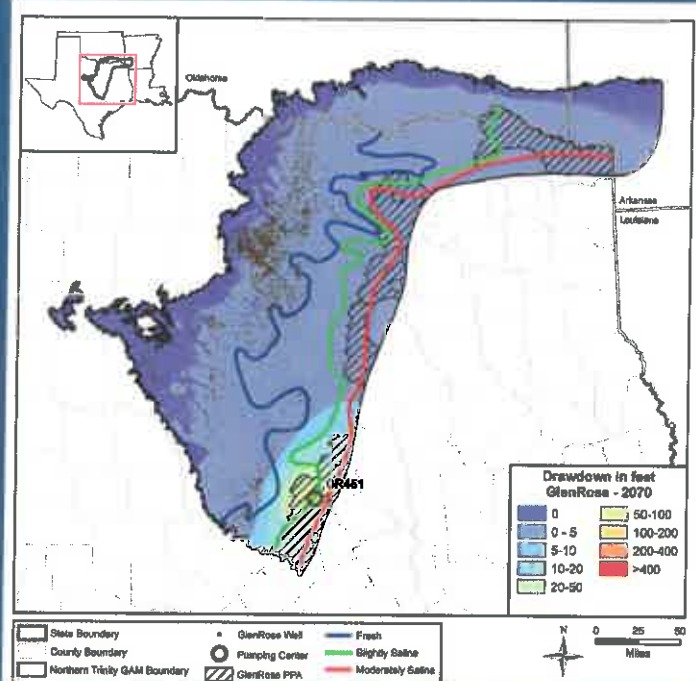 Oklahoma
Arkansas
Louisiana
R451
Drawdown in feet
GlenRose - 2070
0
0 - 5
5-10
10-20
20-50
50-100
100-200
200-400
>400
State Boundary
County Boundary
Northern Trinity GAM Boundary
GlenRose Well
Pumping Center
GlenRose PPA
Fresh
Slightly Saline
Moderately Saline
N
0 25 50
Miles